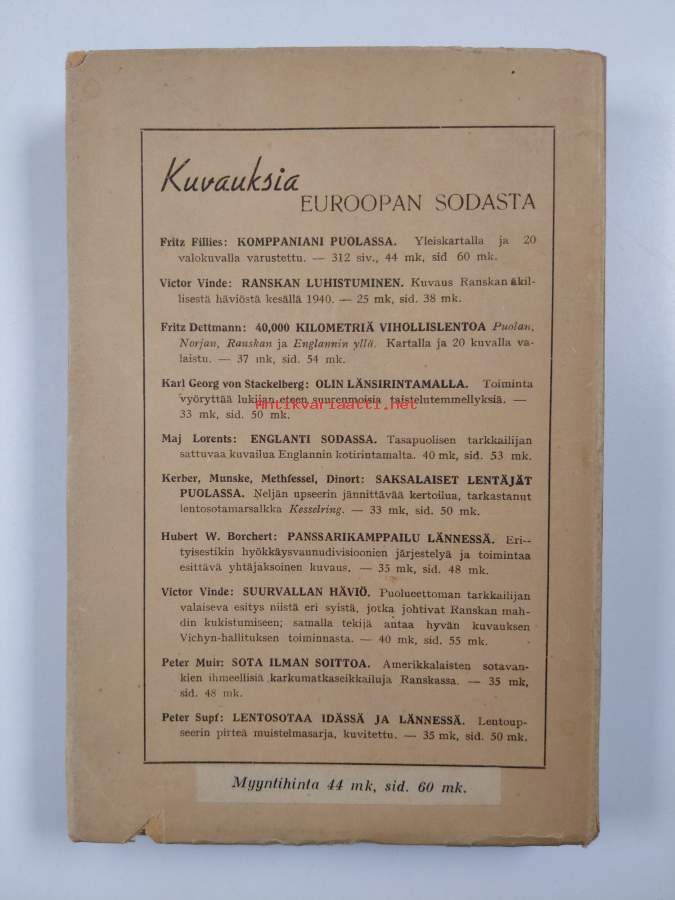 Kuvauksia
EUROOPAN SODASTA
Fritz Fillies: KOMPPANIANI PUOLASSA. Yleiskartalla ja 20
valokuvalla varustettu. — 312 siv., 44 mk, sid 60 mk.
Victor Vinde: RANSKAN LUHISTUMINEN. Kuvaus Ranskan äkil-
lisestä häviöstä kesällä 1940. — 25 mk, sid. 38 mk.
Fritz Dettmann: 40,000 KILOMETRIÄ VIHOLLISLENTOA Puolan,
Norjan, Ranskan ja Englannin yllä. Kartalla ja 20 kuvalla va-
laistu. — 37 mk, sid. 54 mk.
Karl Georg von Stackelberg: OLIN LÄNSIRINTAMALLA. Toiminta
vyöryttää lukijan eteen suurenmoisia taistelutemmellyksiä. —
Antikvariaatti.net
33 mk, sid. 50 mk.
Maj Lorents: ENGLANTI SODASSA. Tasapuolisen tarkkailijan
sattuvaa kuvailua Englannin kotirintamalta. 40 mk, sid. 53 mk.
Kerber, Munske, Methfessel, Dinort: SAKSALAISET LENTÄJÄT
PUOLASSA. Neljän upseerin jännittävää kertoilua, tarkastanut
lentosotamarsalkka Kesselring. — 33 mk, sid. 50 mk.
Hubert W. Borchert: PANSSARIKAMPPAILU LÄNNESSÄ. Eri--
tyisestikin hyökkäysvaunudivisioonien järjestelyä ja toimintaa
esittävä yhtäjaksoinen kuvaus. — 35 mk, sid. 48 mk.
Victor Vinde: SUURVALLAN HÄVIÖ. Puolueettoman tarkkailijan
valaiseva esitys niistä eri syistä, jotka johtivat Ranskan mah-
din kukistumiseen; samalla tekijä antaa hyvän kuvauksen
Vichyn-hallituksen toiminnasta. — 40 mk, sid. 55 mk.
Peter Muir: SOTA ILMAN SOITTOA. Amerikkalaisten sotavan-
kien ihmeellisiä karkumatkaseikkailuja Ranskassa. — 35 mk,
sid. 48 mk.
Peter Supf: LENTOSOTAA IDÄSSÄ JA LÄNNESSÄ. Lentoup-
seerin pirteä muistelmasarja, kuvitettu. — 35 mk, sid. 50 mk.
Myyntihinta 44 mk, sid. 60 mk.